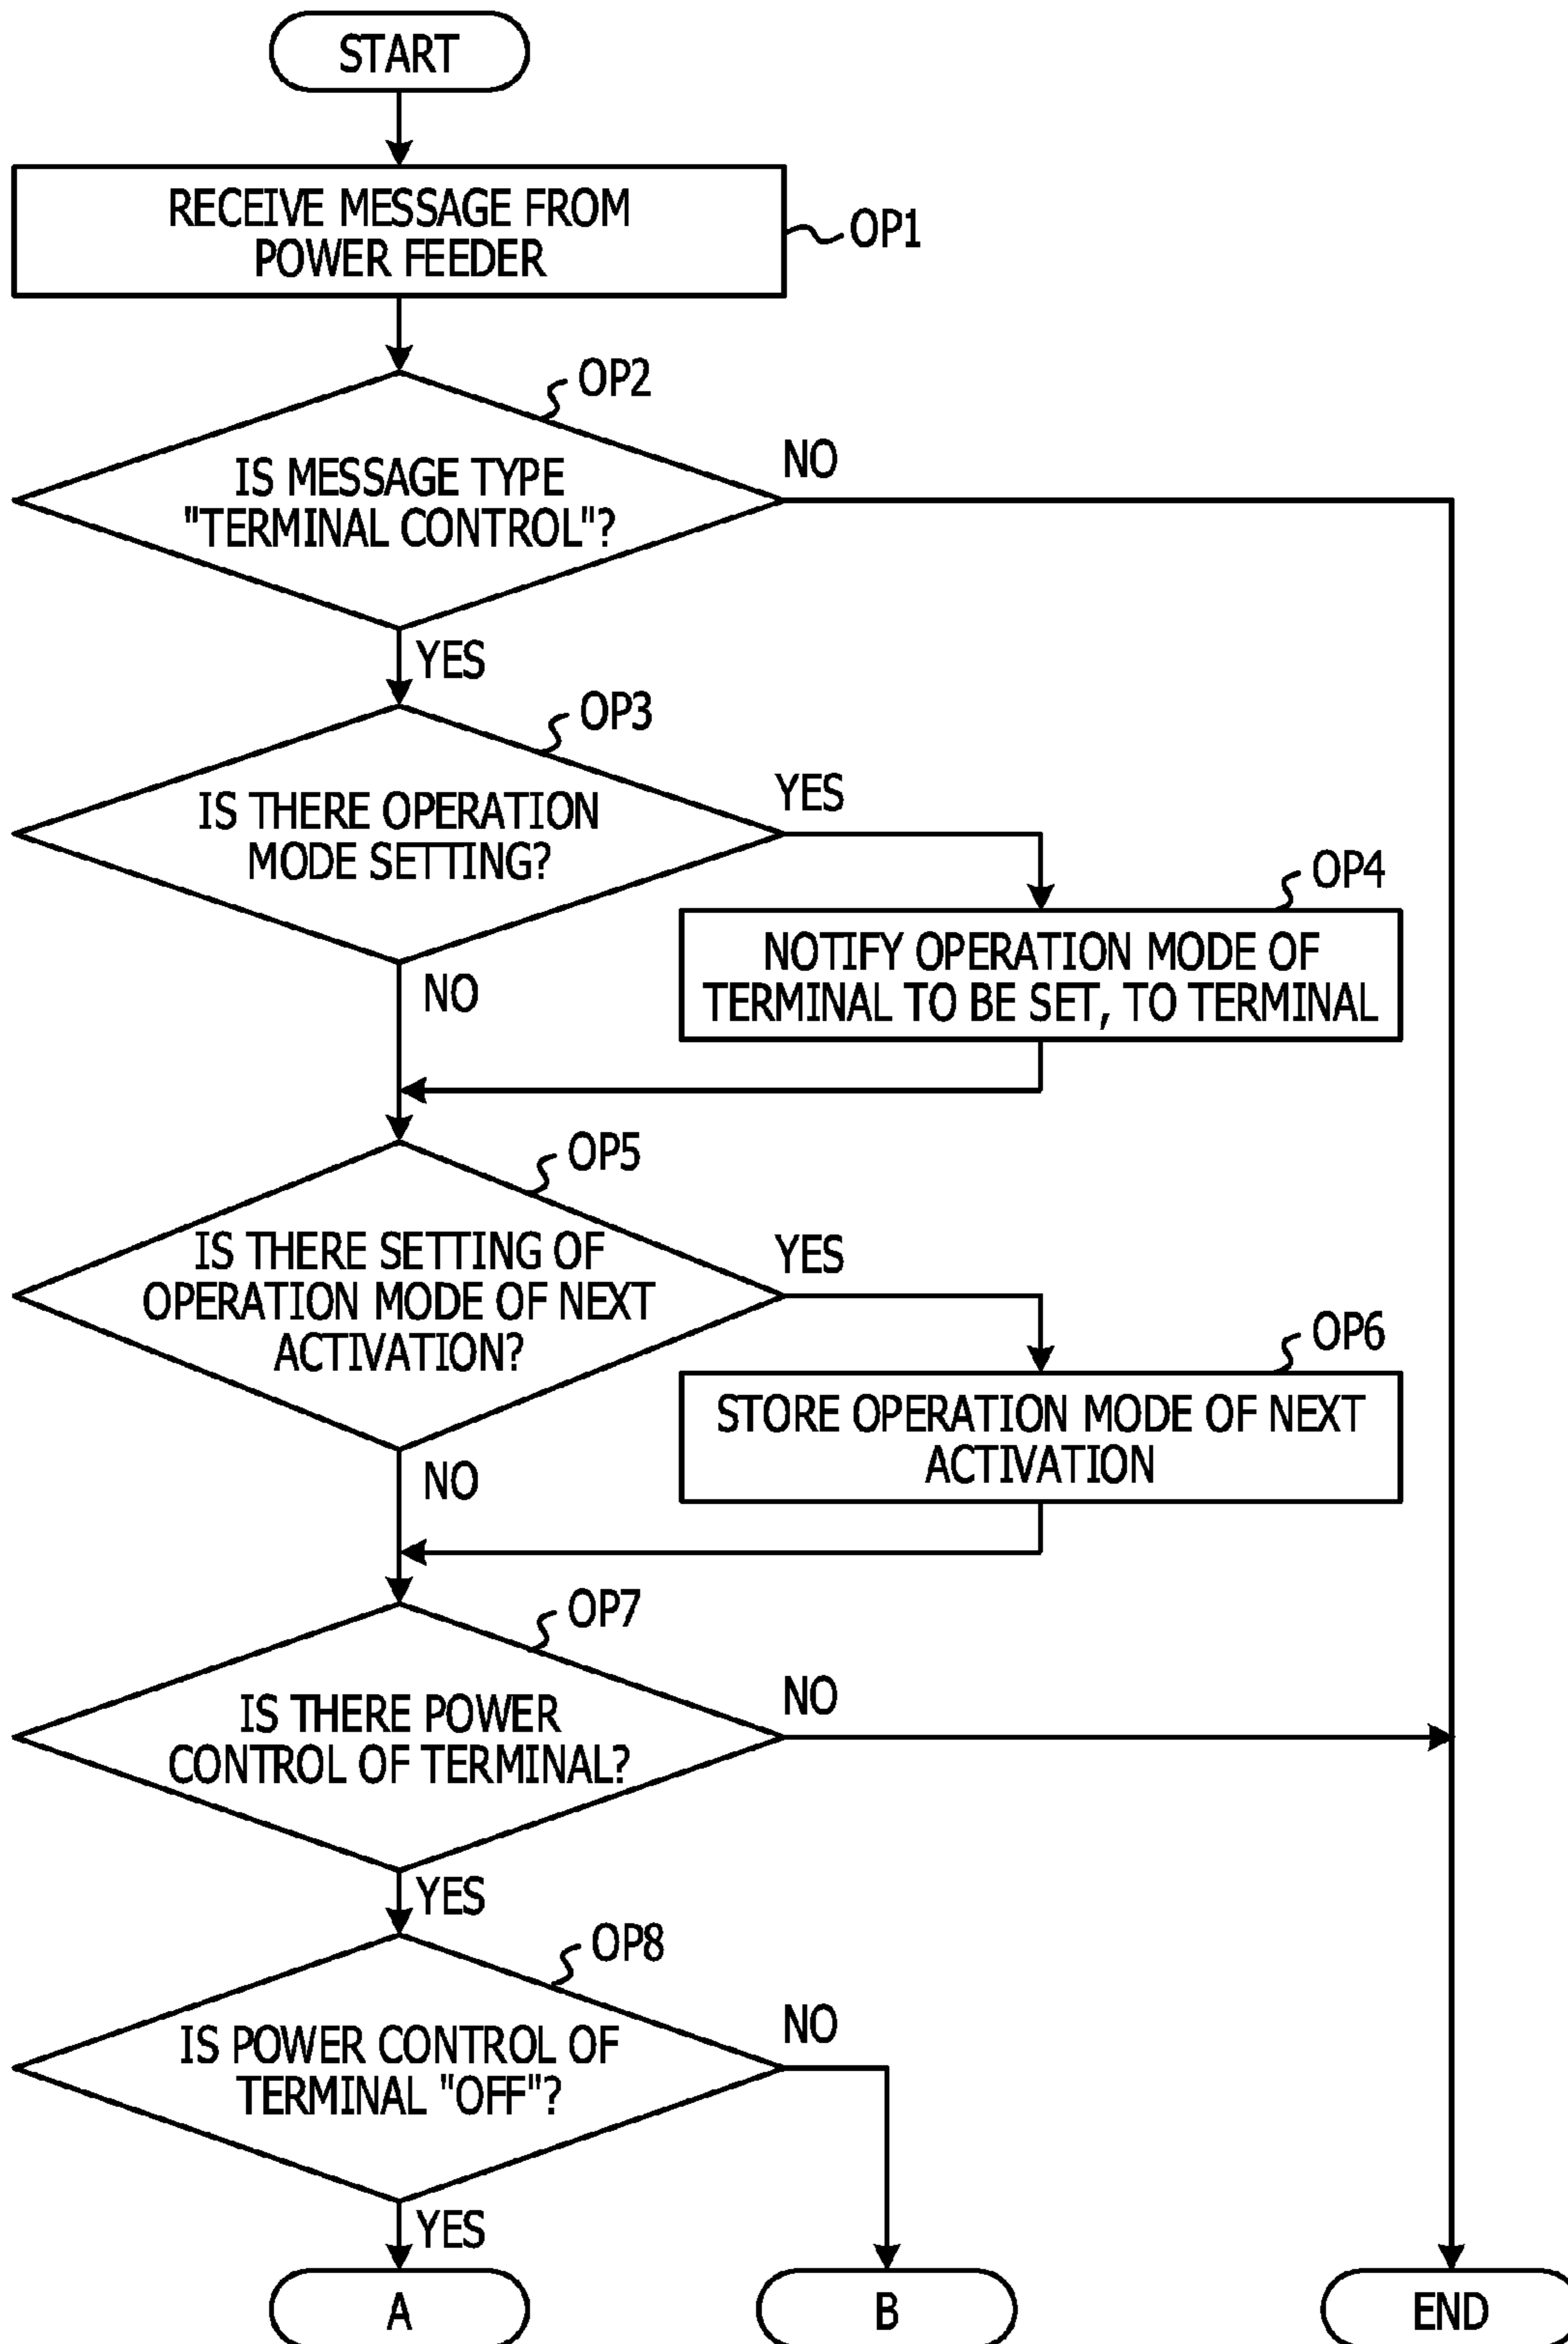 START
RECEIVE MESSAGE FROM
POWER FEEDER
OP1
OP2
IS MESSAGE TYPE
"TERMINAL CONTROL"?
NO
YES
OP3
IS THERE OPERATION
MODE SETTING?
YES
NO
OP4
NOTIFY OPERATION MODE OF
TERMINAL TO BE SET, TO TERMINAL
OP5
IS THERE SETTING OF
OPERATION MODE OF NEXT
ACTIVATION?
YES
NO
OP6
STORE OPERATION MODE OF NEXT
ACTIVATION
OP7
IS THERE POWER
CONTROL OF TERMINAL?
NO
YES
OP8
IS POWER CONTROL OF
TERMINAL "OFF"?
NO
YES
A
B
END